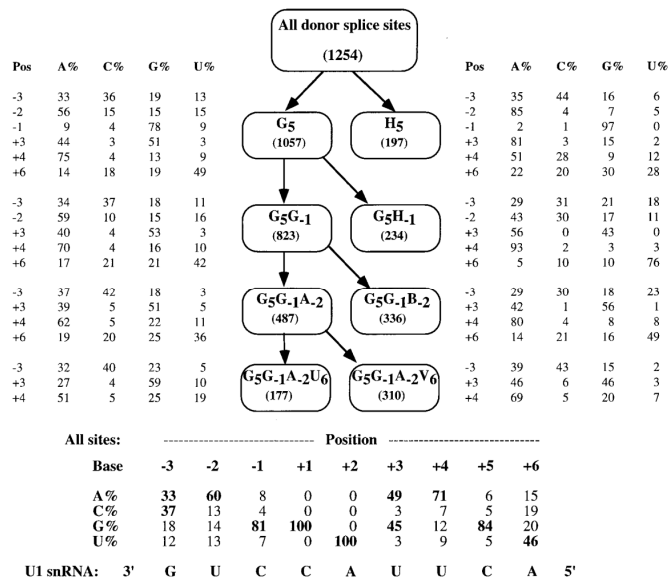 All donor splice sites
(1254)
Pos A% C% G% U%
-3 33 36 19 13
-2 56 15 15 15
-1 9 4 78 9
+3 44 3 51 3
+4 75 4 13 9
+6 14 18 19 49
G5
(1057)
H5
(197)
Pos A% C% G% U%
-3 35 44 16 6
-2 85 4 7 5
-1 2 1 97 0
+3 81 3 15 2
+4 51 28 9 12
+6 22 20 30 28
-3 34 37 18 11
-2 59 10 15 16
+3 40 4 53 3
+4 70 4 16 10
+6 17 21 21 42
G5G-1
(823)
G5H-1
(234)
-3 29 31 21 18
-2 43 30 17 11
+3 56 0 43 0
+4 93 2 3 3
+6 5 10 10 76
-3 37 42 18 3
+3 39 5 51 5
+4 62 5 22 11
+6 19 20 25 36
G5G-1A-2
(487)
G5G-1B-2
(336)
-3 29 30 18 23
+3 42 1 56 1
+4 80 4 8 8
+6 14 21 16 49
-3 32 40 23 5
+3 27 4 59 10
+4 51 5 25 19
G5G-1A-2U6
(177)
G5G-1A-2V6
(310)
-3 39 43 15 2
+3 46 6 46 3
+4 69 5 20 7
All sites: Position
Base -3 -2 -1 +1 +2 +3 +4 +5 +6
A% 33 60 8 0 0 49 71 6 15
C% 37 13 4 0 0 3 7 5 19
G% 18 14 81 100 0 45 12 84 20
U% 12 13 7 0 100 3 9 5 46
U1 snRNA: 3' G U C C A U U C A 5'